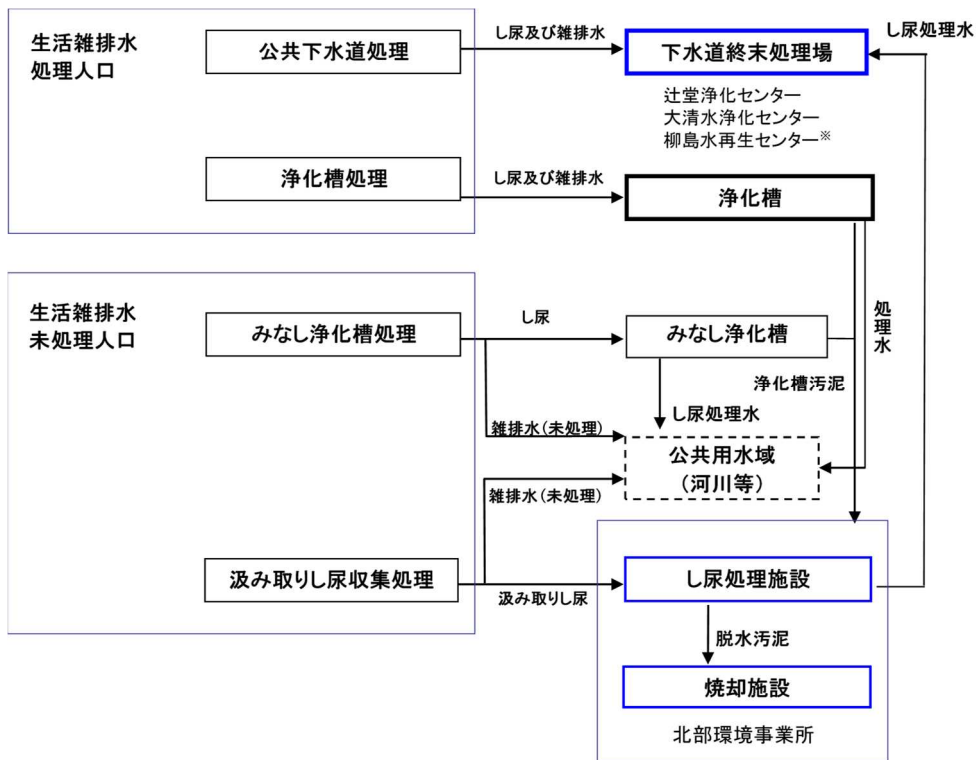 生活雑排水
処理人口
公共下水道処理
し尿及び雑排水
下水道終末処理場
し尿処理水
辻堂浄化センター
大清水浄化センター
柳島水再生センター※
浄化槽処理
し尿及び雑排水
浄化槽
生活雑排水
未処理人口
みなし浄化槽処理
し尿
みなし浄化槽
処理水
浄化槽汚泥
し尿処理水
雑排水(未処理)
公共用水域
(河川等)
雑排水(未処理)
汲み取りし尿収集処理
汲み取りし尿
し尿処理施設
脱水汚泥
焼却施設
北部環境事業所